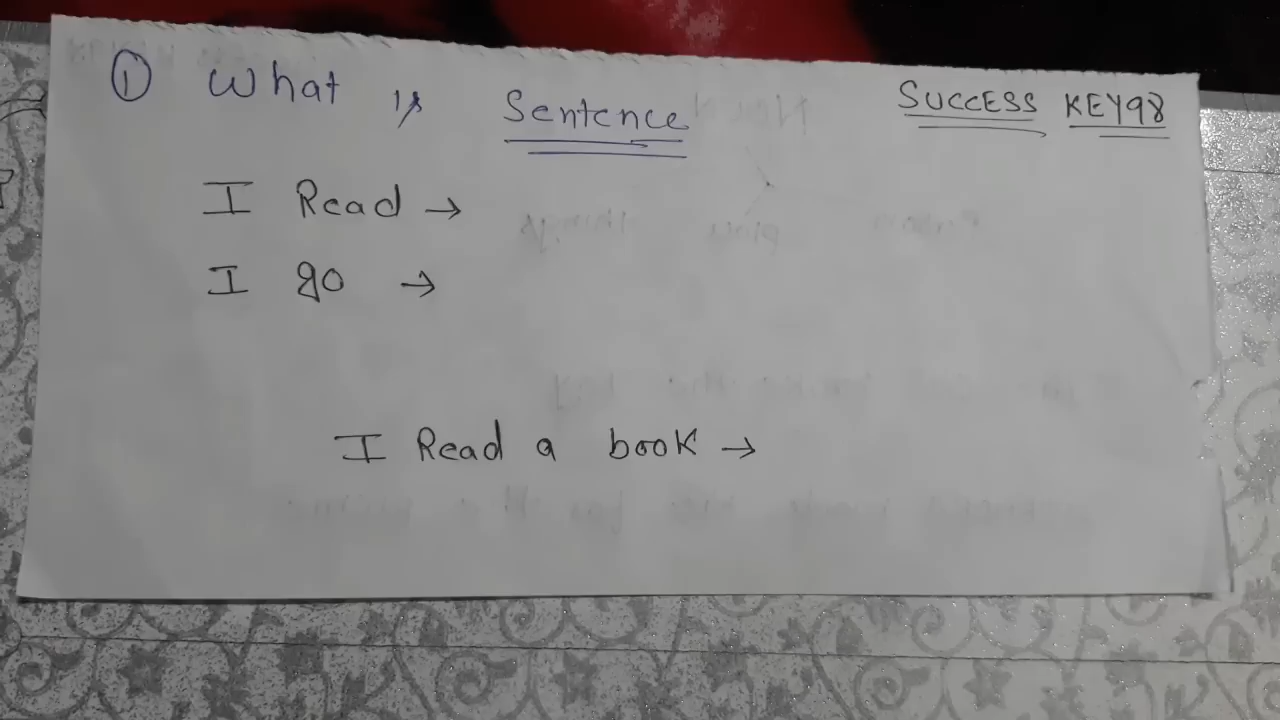 ① What is Sentence SUCCESS KEY98
I Read →
I go →
I Read a book →